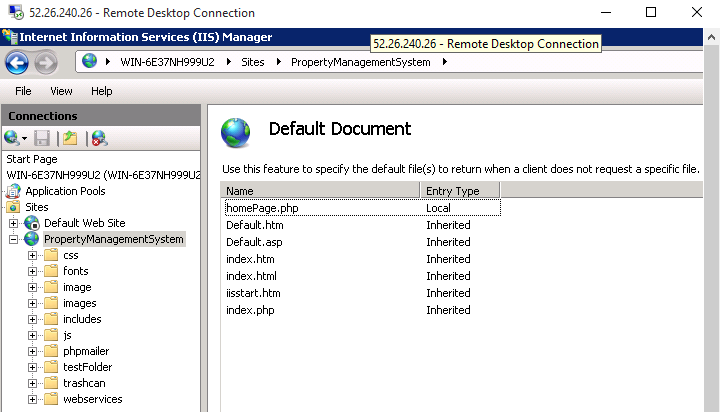 52.26.240.26 - Remote Desktop Connection
Internet Information Services (IIS) Manager
52.26.240.26 - Remote Desktop Connection
WIN-6E37NH999U2 Sites PropertyManagementSystem
File View Help
Connections
Start Page
WIN-6E37NH999U2 (WIN-6E37NH999U2
Application Pools
Sites
Default Web Site
PropertyManagementSystem
css
fonts
image
images
includes
js
phpmailer
testFolder
trashcan
webservices
Default Document
Use this feature to specify the default file(s) to return when a client does not request a specific file.
Name Entry Type
homePage.php Local
Default.htm Inherited
Default.asp Inherited
index.htm Inherited
index.html Inherited
iisstart.htm Inherited
index.php Inherited